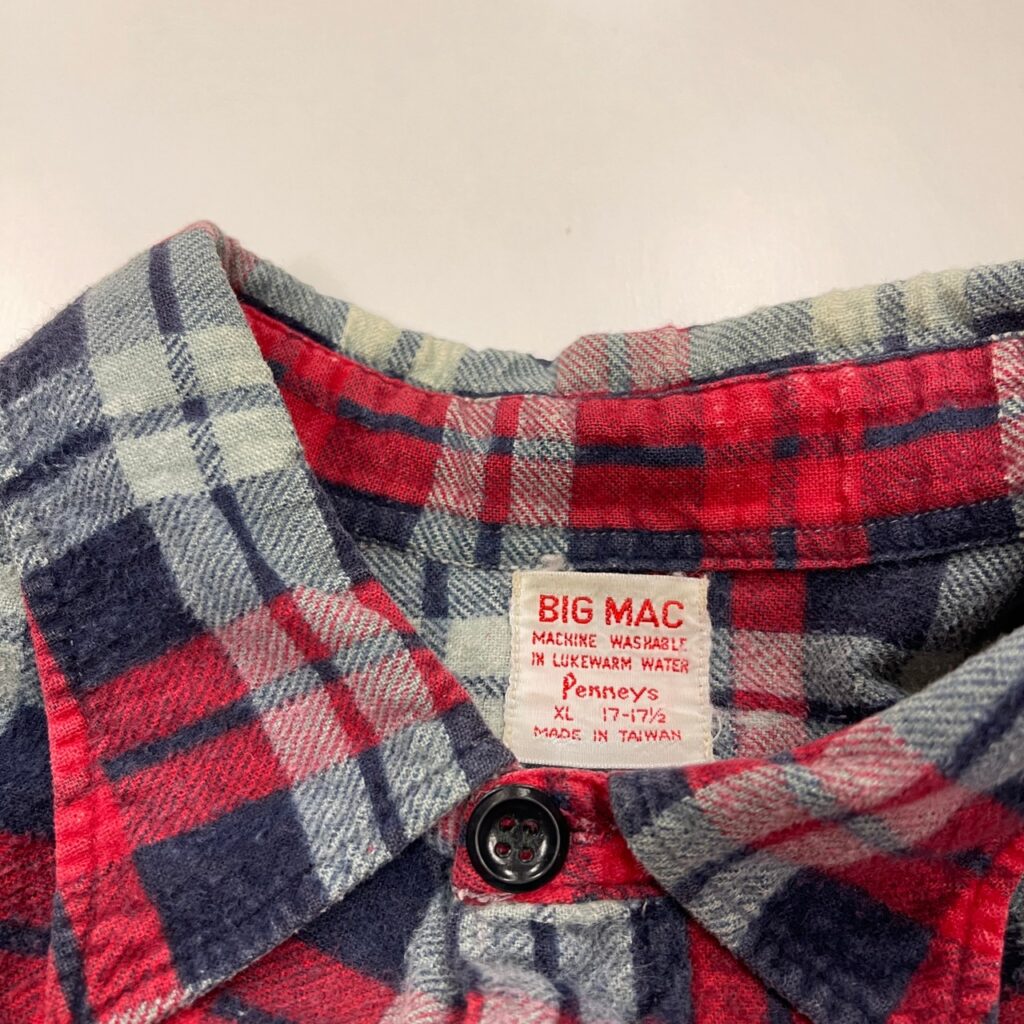 BIG MAC
MACHINE WASHABLE
IN LUKEWARM WATER
Penneys
XL 17-17½
MADE IN TAIWAN